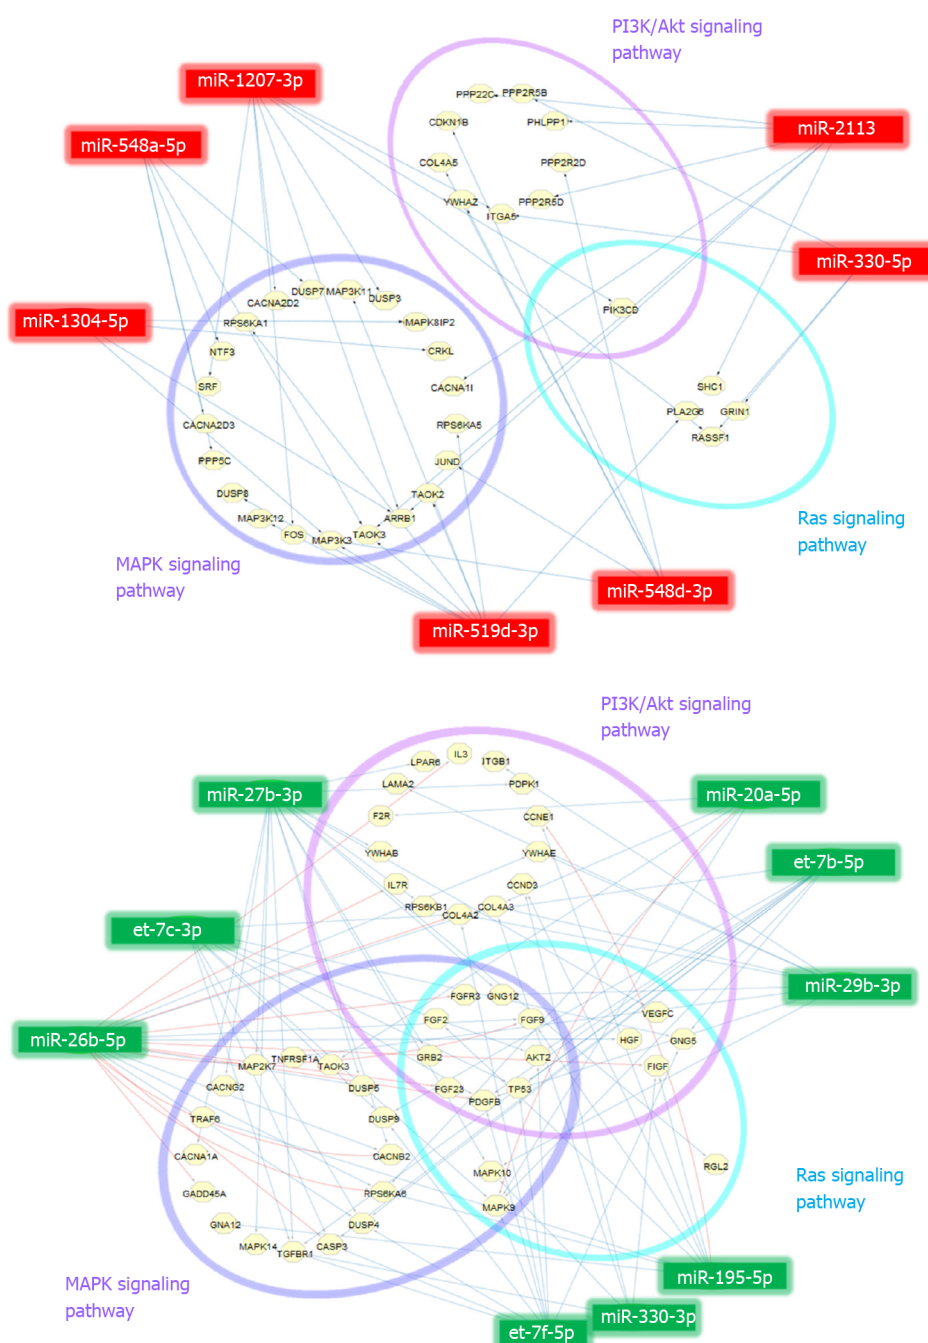 PI3K/Akt signaling
pathway
miR-1207-3p
PPP22C
PPP2R5B
CDKN1B
PHLPP1
miR-2113
miR-548a-5p
COL4A5
PPP2R2D
YWHAZ
PPP2R5D
ITGA5
miR-330-5p
DUSP7
MAP3K11
DUSP3
CACNA2D2
PIK3CD
miR-1304-5p
RPS6KA1
MAPK8IP2
NTF3
CRKL
SRF
CACNA1I
SHC1
PLA2G6
GRIN1
CACNA2D3
RPS6KA5
RASSF1
PPP5C
JUND
DUSP8
TAOK2
MAP3K12
ARRB1
Ras signaling
pathway
FOS
MAP3K3
TAOK3
MAPK signaling
pathway
miR-548d-3p
miR-519d-3p
PI3K/Akt signaling
pathway
LPAR6
IL3
ITGB1
miR-27b-3p
LAMA2
PDPK1
miR-20a-5p
F2R
CCNE1
YWHAB
YWHAE
et-7b-5p
IL7R
CCND3
RPS6KB1
COL4A2
COL4A3
et-7c-3p
miR-29b-3p
FGFR3
GNG12
VEGFC
miR-26b-5p
FGF2
FGF9
HGF
GNG5
TNFRSF1A
MAP2K7
TAOK3
GRB2
AKT2
FIGF
CACNG2
DUSP5
FGF23
PDGFB
TP53
TRAF6
DUSP9
CACNA1A
CACNB2
MAPK10
RGL2
GADD45A
RPS6KA6
MAPK9
Ras signaling
pathway
GNA12
DUSP4
MAPK14
TGFBR1
CASP3
MAPK signaling
pathway
miR-195-5p
miR-330-3p
et-7f-5p